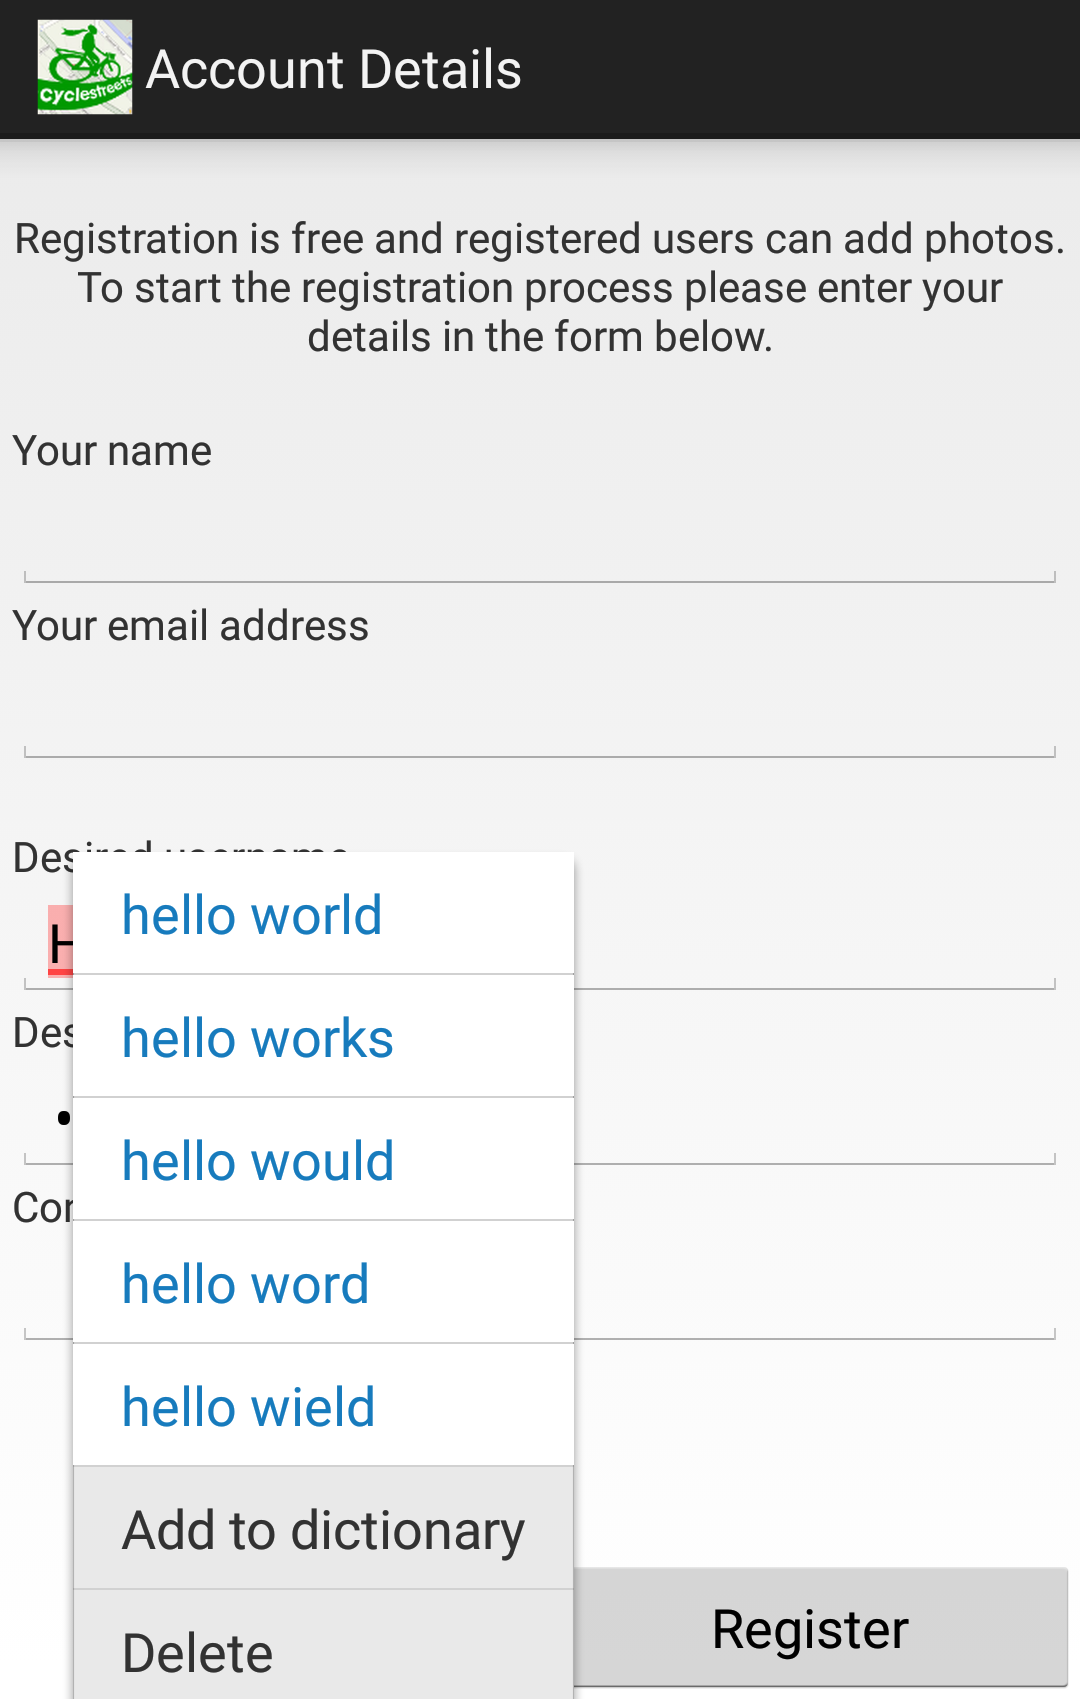 Cyclestreets
Account Details
Registration is free and registered users can add photos.
To start the registration process please enter your
details in the form below.
Your name
Your email address
Desired username
H
Des
Cor
hello world
hello works
hello would
hello word
hello wield
Add to dictionary
Delete
Register